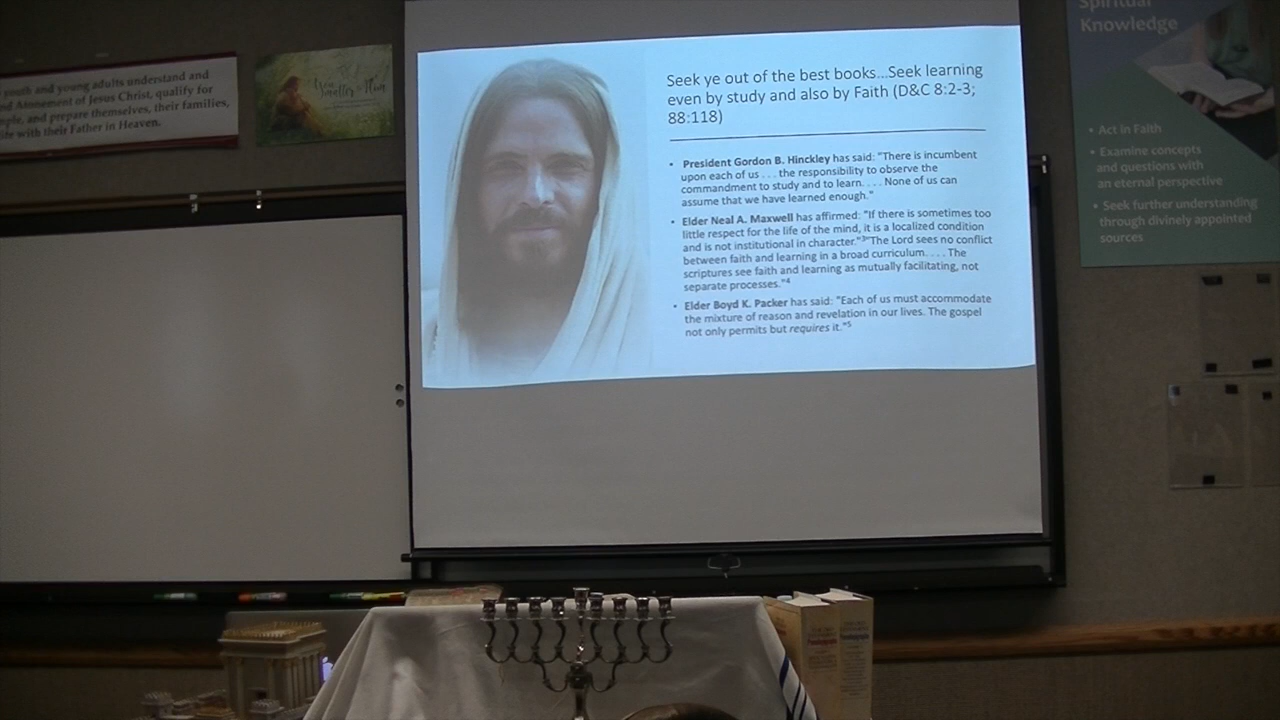 youth and young adults understand and
Atonement of Jesus Christ, qualify for
and prepare themselves, their families,
with their Father in Heaven.
You
matter to Him
Seek ye out of the best books...Seek learning
even by study and also by Faith (D&C 8:2-3;
88:118)
• President Gordon B. Hinckley has said: "There is incumbent
upon each of us . . . the responsibility to observe the
commandment to study and to learn. . . . None of us can
assume that we have learned enough."
• Elder Neal A. Maxwell has affirmed: "If there is sometimes too
little respect for the life of the mind, it is a localized condition
and is not institutional in character."³"The Lord sees no conflict
between faith and learning in a broad curriculum. . . . The
scriptures see faith and learning as mutually facilitating, not
separate processes."⁴
• Elder Boyd K. Packer has said: "Each of us must accommodate
the mixture of reason and revelation in our lives. The gospel
not only permits but requires it."⁵
Spiritual
Knowledge
• Act in Faith
• Examine concepts
and questions with
an eternal perspective
• Seek further understanding
through divinely appointed
sources